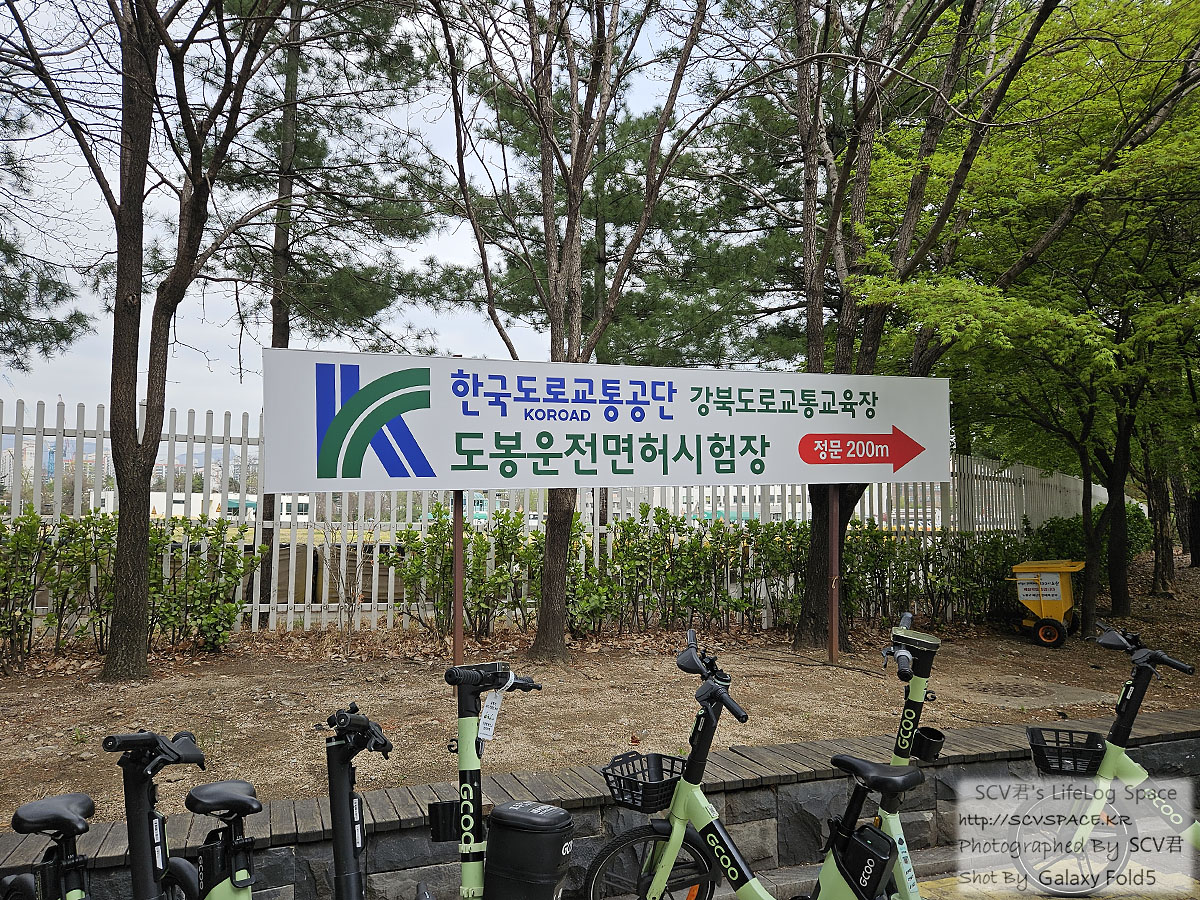 한국도로교통공단 강북도로교통교육장
KOROAD
도봉운전면허시험장
정문 200m
GCOO
GCOO
GCOO
GCOO
GCOO
GCOO
SCV君's LifeLog Space
http://SCVSPACE.KR
Photographed By SCV君
Shot By Galaxy Fold5